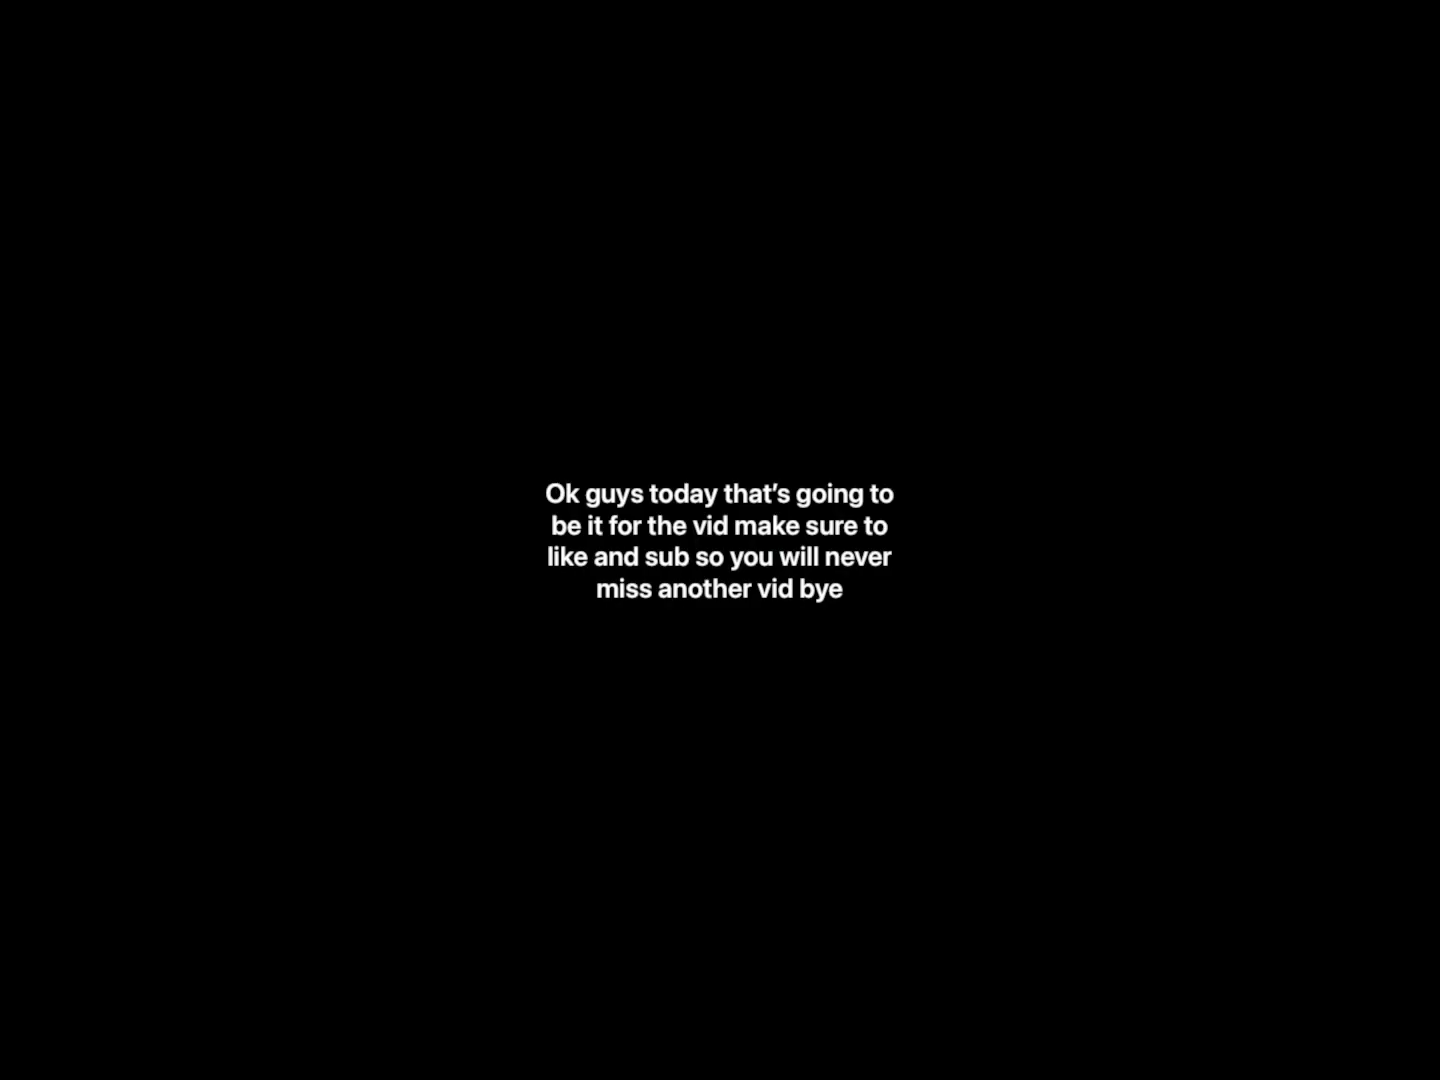 Ok guys today that’s going to
be it for the vid make sure to
like and sub so you will never
miss another vid bye